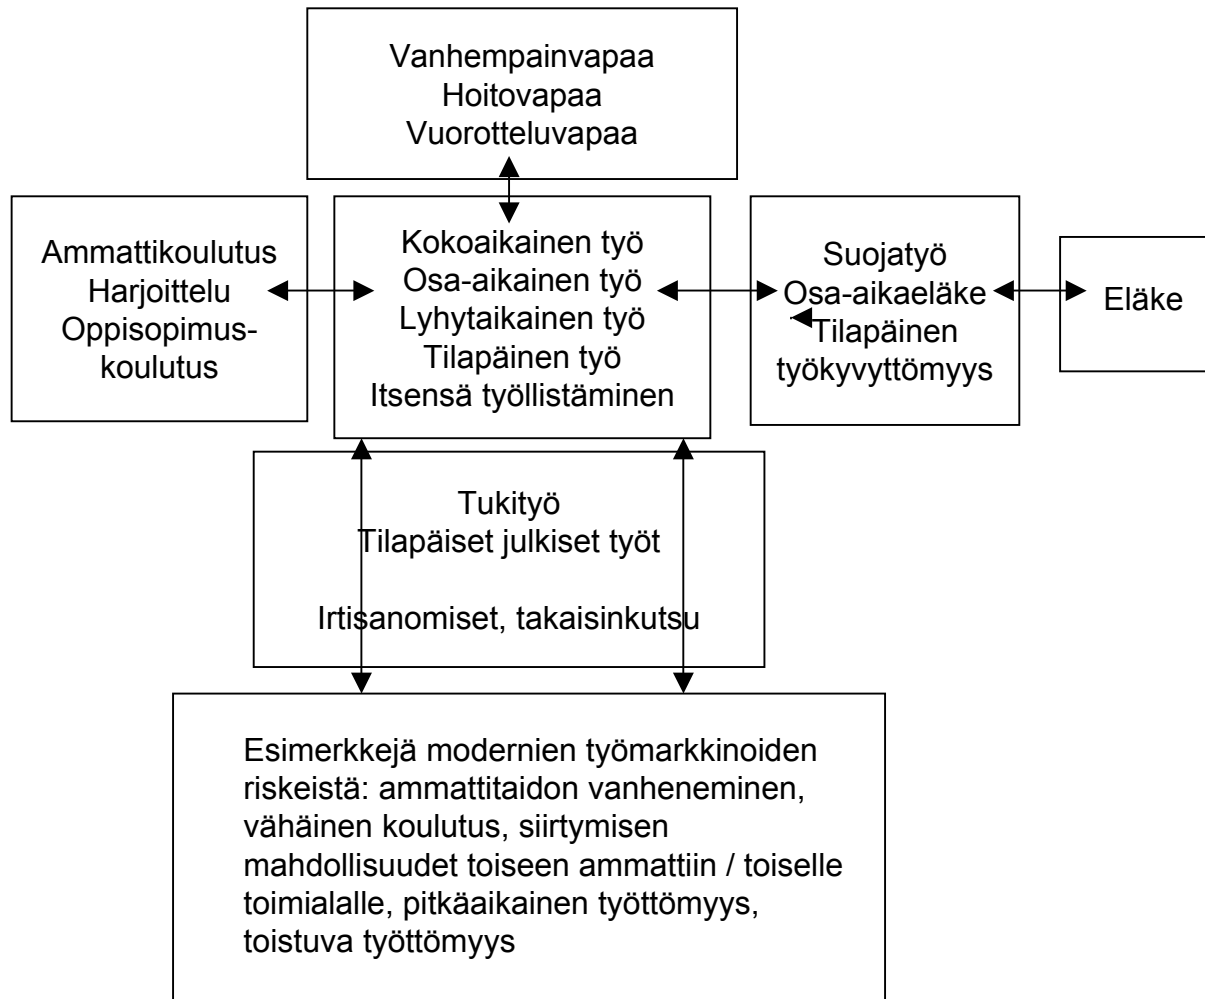 Vanhempainvapaa
Hoitovapaa
Vuorotteluvapaa
Ammattikoulutus
Harjoittelu
Oppisopimus-
koulutus
Kokoaikainen työ
Osa-aikainen työ
Lyhytaikainen työ
Tilapäinen työ
Itsensä työllistäminen
Suojatyö
Osa-aikaeläke
Tilapäinen
työkyvyttömyys
Eläke
Tukityö
Tilapäiset julkiset työt
Irtisanomiset, takaisinkutsu
Esimerkkejä modernien työmarkkinoiden
riskeistä: ammattitaidon vanheneminen,
vähäinen koulutus, siirtymisen
mahdollisuudet toiseen ammattiin / toiselle
toimialalle, pitkäaikainen työttömyys,
toistuva työttömyys